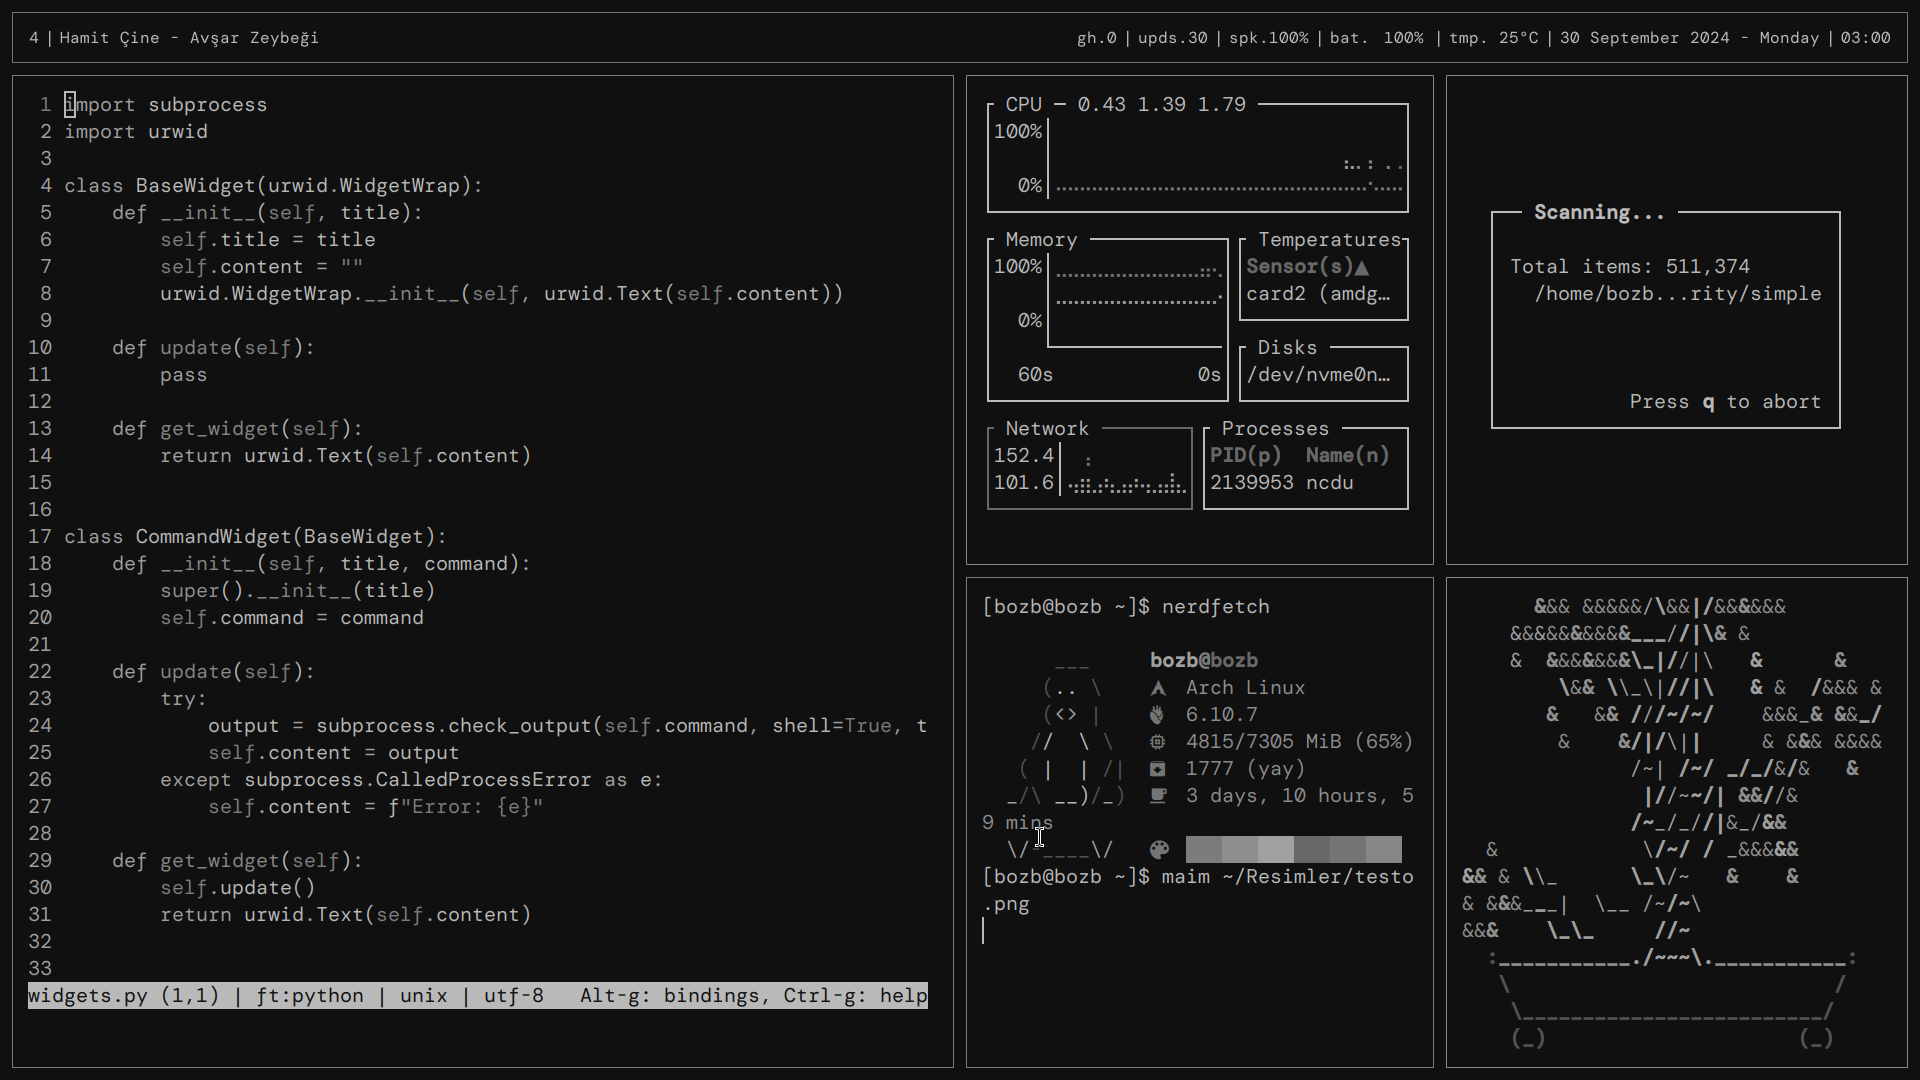 4 | Hamit Çine - Avşar Zeybeği
gh.0 | upds.30 | spk.100% | bat. 100% | tmp. 25°C | 30 September 2024 - Monday | 03:00
1 import subprocess
2 import urwid
3
4 class BaseWidget(urwid.WidgetWrap):
5     def __init__(self, title):
6         self.title = title
7         self.content = ""
8         urwid.WidgetWrap.__init__(self, urwid.Text(self.content))
9
10     def update(self):
11         pass
12
13     def get_widget(self):
14         return urwid.Text(self.content)
15
16
17 class CommandWidget(BaseWidget):
18     def __init__(self, title, command):
19         super().__init__(title)
20         self.command = command
21
22     def update(self):
23         try:
24             output = subprocess.check_output(self.command, shell=True, t
25             self.content = output
26         except subprocess.CalledProcessError as e:
27             self.content = f"Error: {e}"
28
29     def get_widget(self):
30         self.update()
31         return urwid.Text(self.content)
32
33
widgets.py (1,1) | ft:python | unix | utf-8   Alt-g: bindings, Ctrl-g: help
CPU — 0.43 1.39 1.79
100%
0%
Memory
100%
0%
60s 0s
Temperatures
Sensor(s)▲
card2 (amdg…
Disks
/dev/nvme0n…
Network
152.4
101.6
Processes
PID(p)  Name(n)
2139953 ncdu
Scanning...
Total items: 511,374
/home/bozb...rity/simple
Press q to abort
[bozb@bozb ~]$ nerdfetch
bozb@bozb
Arch Linux
6.10.7
4815/7305 MiB (65%)
1777 (yay)
3 days, 10 hours, 5
9 mins
[bozb@bozb ~]$ maim ~/Resimler/testo
.png